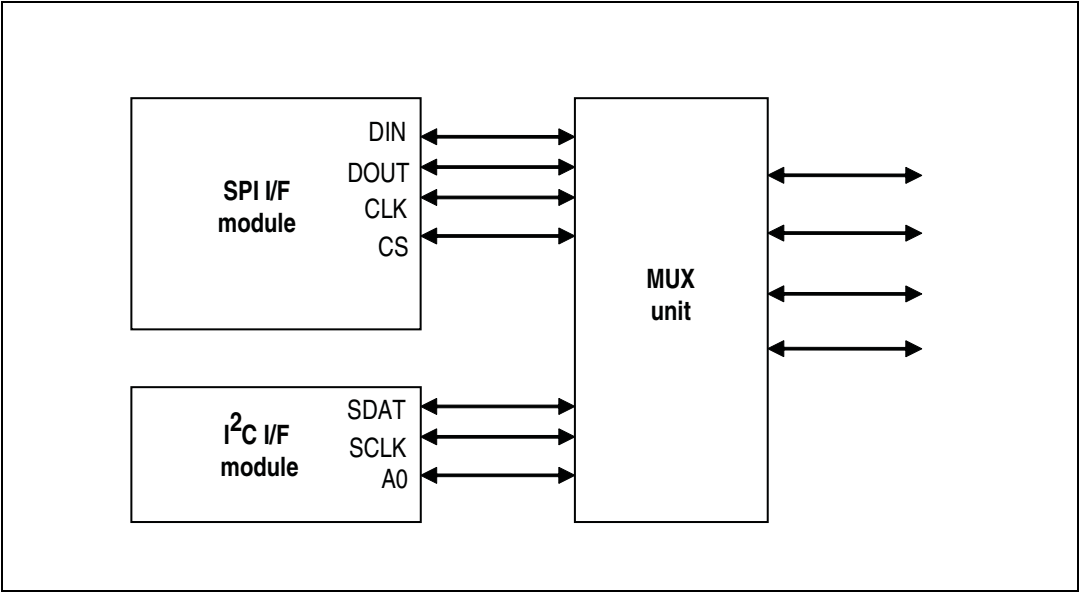 SPI I/F
module
DIN
DOUT
CLK
CS
MUX
unit
I²C I/F
module
SDAT
SCLK
A0